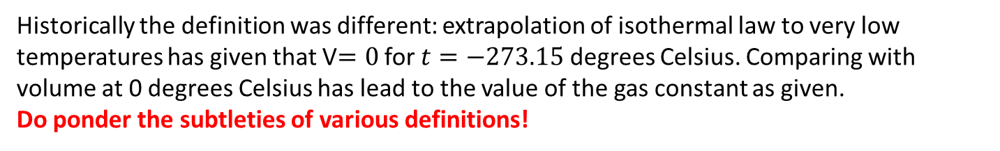 Historically the definition was different: extrapolation of isothermal law to very low
temperatures has given that V= 0 for t = −273.15 degrees Celsius. Comparing with
volume at 0 degrees Celsius has lead to the value of the gas constant as given.
Do ponder the subtleties of various definitions!